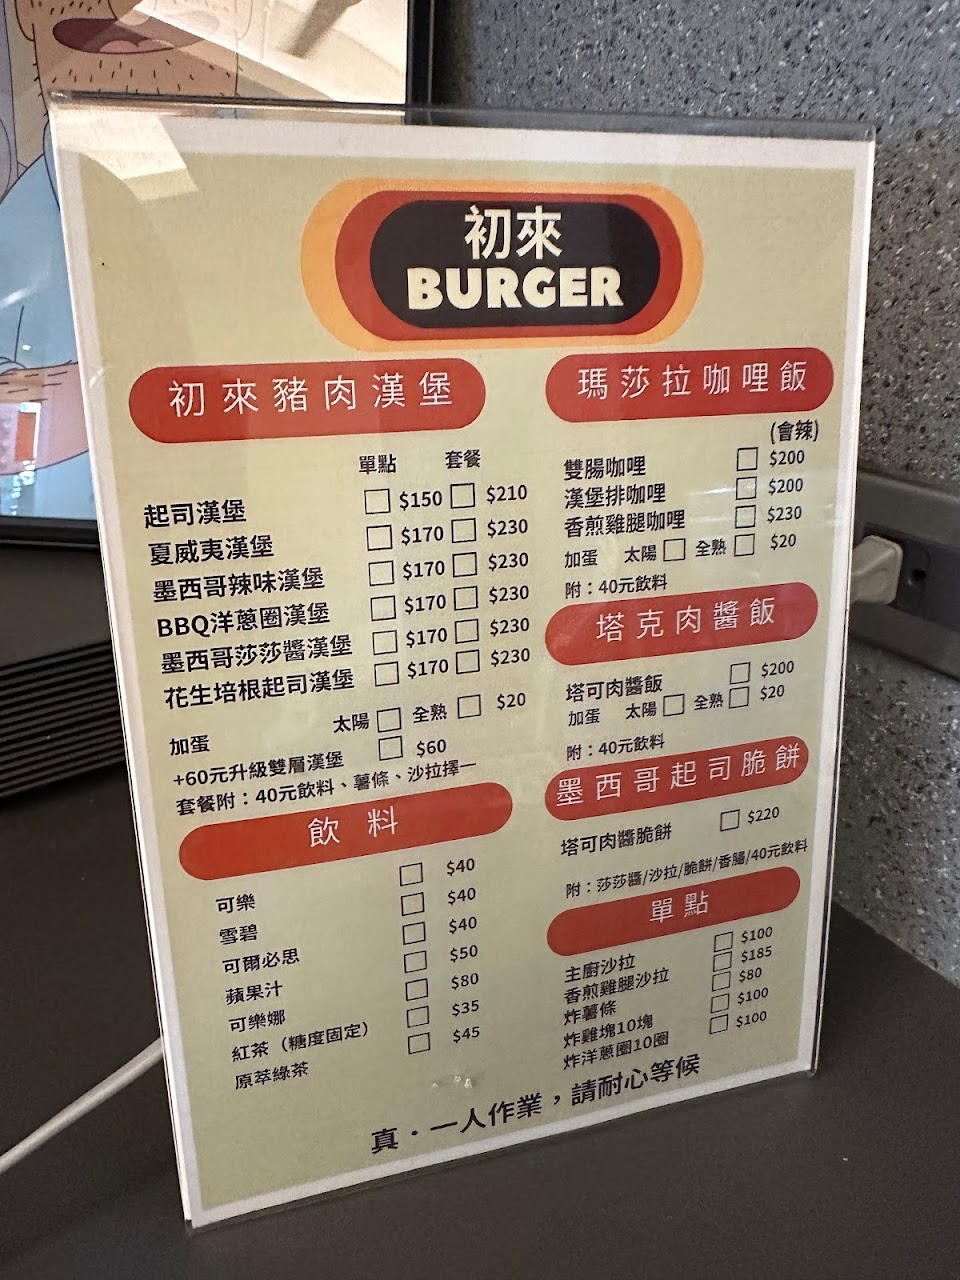 初來
BURGER
初來豬肉漢堡
單點 套餐
起司漢堡 $150 $210
夏威夷漢堡 $170 $230
墨西哥辣味漢堡 $170 $230
BBQ洋蔥圈漢堡 $170 $230
墨西哥莎莎醬漢堡 $170 $230
花生培根起司漢堡 $170 $230
加蛋 太陽 全熟 $20
+60元升級雙層漢堡 $60
套餐附：40元飲料、薯條、沙拉擇一
飲料
可樂 $40
雪碧 $40
可爾必思 $40
蘋果汁 $50
可樂娜 $80
紅茶（糖度固定） $35
原萃綠茶 $45
瑪莎拉咖哩飯
(會辣)
雙腸咖哩 $200
漢堡排咖哩 $200
香煎雞腿咖哩 $230
加蛋 太陽 全熟 $20
附：40元飲料
塔克肉醬飯
塔可肉醬飯 $200
加蛋 太陽 全熟 $20
附：40元飲料
墨西哥起司脆餅
塔可肉醬脆餅 $220
附：莎莎醬/沙拉/脆餅/香腸/40元飲料
單點
主廚沙拉 $100
香煎雞腿沙拉 $185
炸薯條 $80
炸雞塊10塊 $100
炸洋蔥圈10圈 $100
真．一人作業，請耐心等候